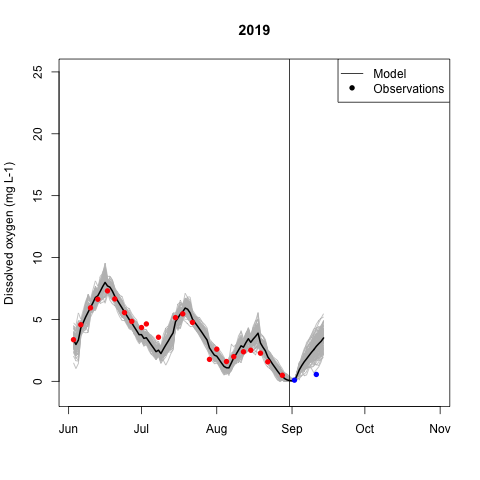 2019
Model
Observations
Dissolved oxygen (mg L-1)
25
20
15
10
5
0
Jun Jul Aug Sep Oct Nov